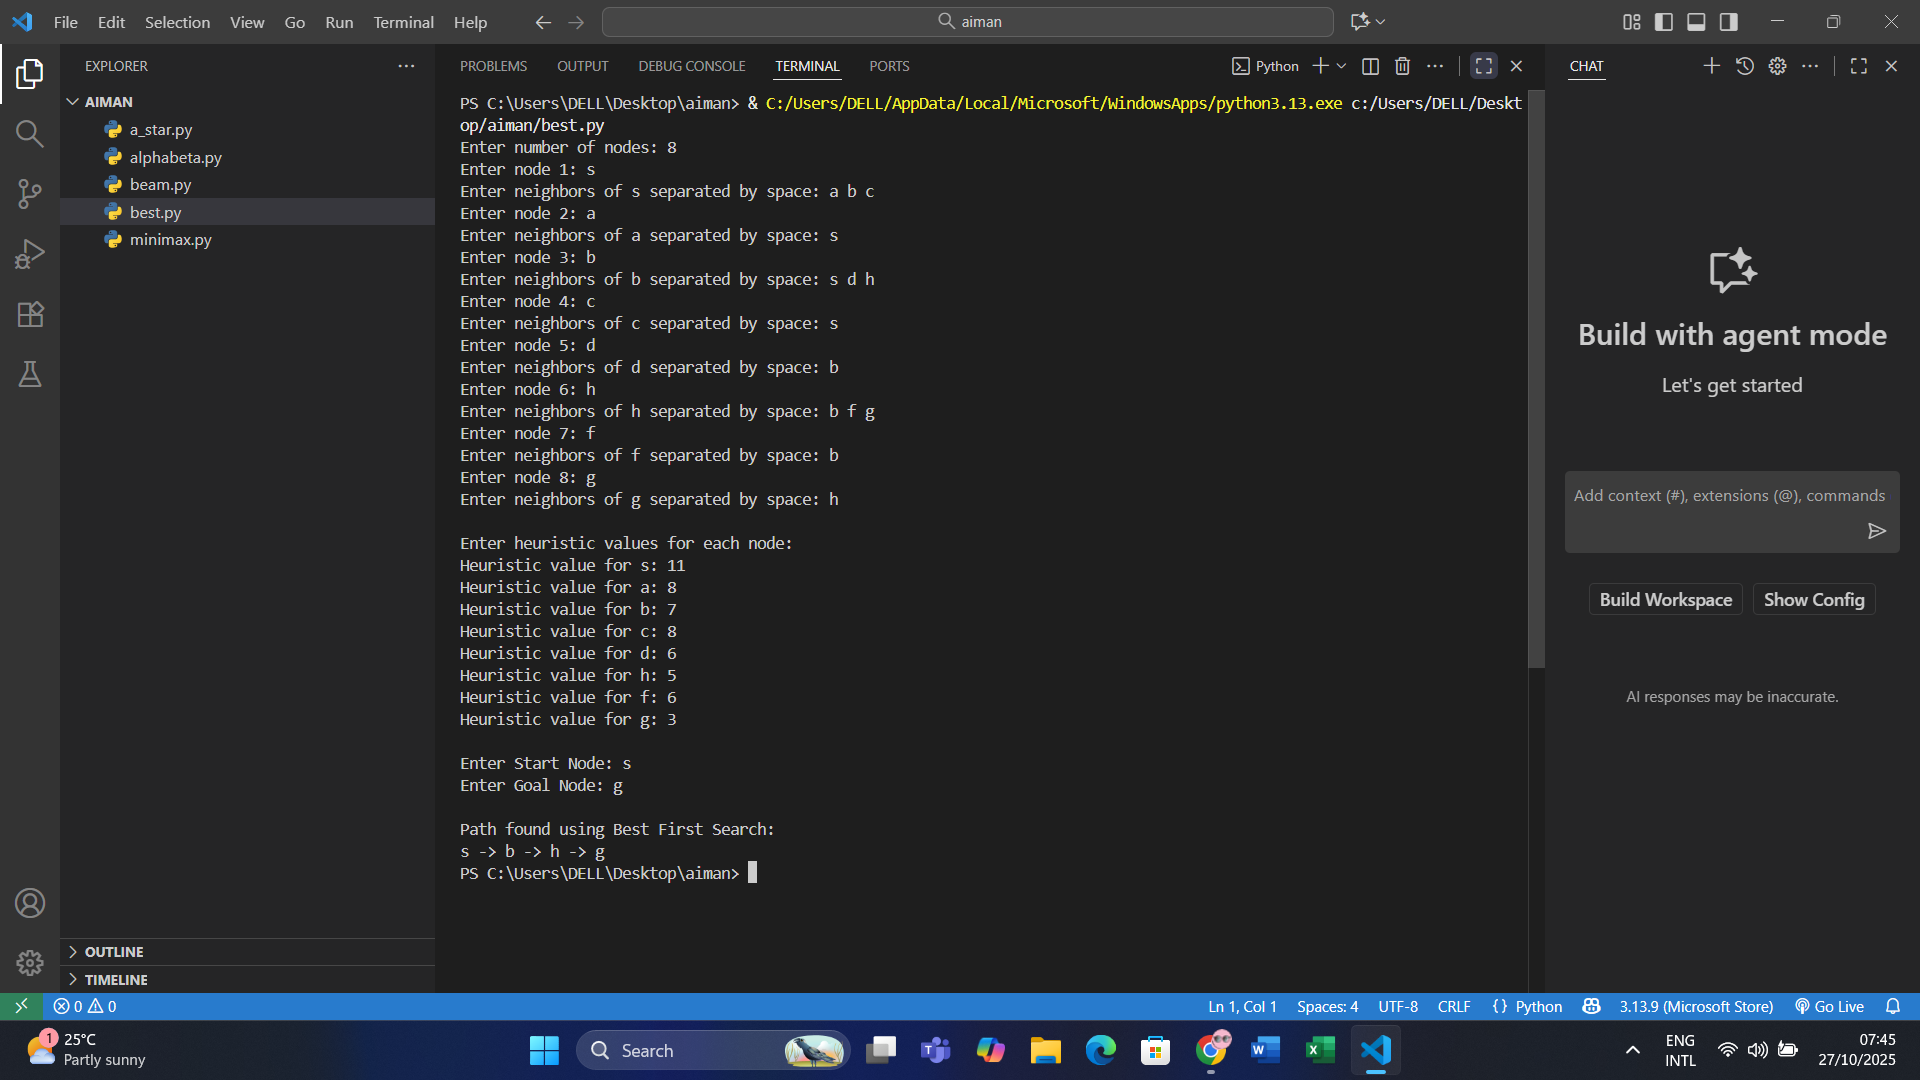 File Edit Selection View Go Run Terminal Help
aiman
EXPLORER
AIMAN
a_star.py
alphabeta.py
beam.py
best.py
minimax.py
OUTLINE
TIMELINE
PROBLEMS OUTPUT DEBUG CONSOLE TERMINAL PORTS
Python
PS C:\Users\DELL\Desktop\aiman> & C:/Users/DELL/AppData/Local/Microsoft/WindowsApps/python3.13.exe c:/Users/DELL/Deskt
op/aiman/best.py
Enter number of nodes: 8
Enter node 1: s
Enter neighbors of s separated by space: a b c
Enter node 2: a
Enter neighbors of a separated by space: s
Enter node 3: b
Enter neighbors of b separated by space: s d h
Enter node 4: c
Enter neighbors of c separated by space: s
Enter node 5: d
Enter neighbors of d separated by space: b
Enter node 6: h
Enter neighbors of h separated by space: b f g
Enter node 7: f
Enter neighbors of f separated by space: b
Enter node 8: g
Enter neighbors of g separated by space: h
Enter heuristic values for each node:
Heuristic value for s: 11
Heuristic value for a: 8
Heuristic value for b: 7
Heuristic value for c: 8
Heuristic value for d: 6
Heuristic value for h: 5
Heuristic value for f: 6
Heuristic value for g: 3
Enter Start Node: s
Enter Goal Node: g
Path found using Best First Search:
s -> b -> h -> g
PS C:\Users\DELL\Desktop\aiman>
CHAT
Build with agent mode
Let's get started
Add context (#), extensions (@), commands
Build Workspace Show Config
AI responses may be inaccurate.
0 0
Ln 1, Col 1 Spaces: 4 UTF-8 CRLF {} Python 3.13.9 (Microsoft Store) Go Live
1
25°C
Partly sunny
Search
ENG
INTL
07:45
27/10/2025